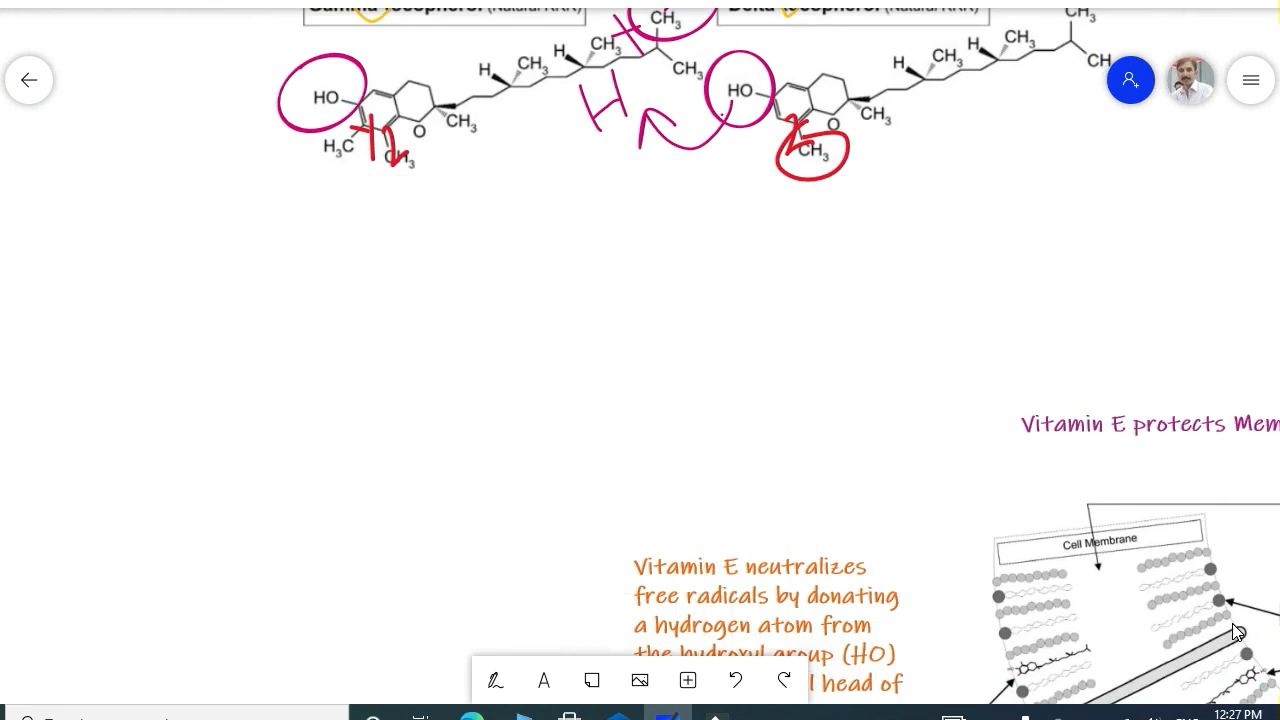 Gamma Tocopherol (Natural RRR)
Delta Tocopherol (Natural RRR)
CH3
CH3
H
CH3
H
CH3
CH3
HO
O
CH3
H3C
CH3
H
+
12
H
CH3
H
CH3
CH
HO
O
CH3
CH3
Vitamin E protects Mem
Cell Membrane
Vitamin E neutralizes
free radicals by donating
a hydrogen atom from
the hydroxyl group (HO)
l head of
A
12:27 PM